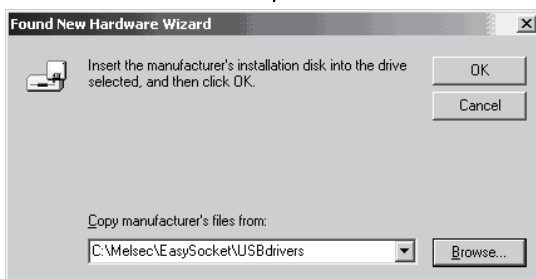 Found New Hardware Wizard
Insert the manufacturer's installation disk into the drive
selected, and then click OK.
OK
Cancel
Copy manufacturer's files from:
C:\Melsec\EasySocket\USBdrivers
Browse...